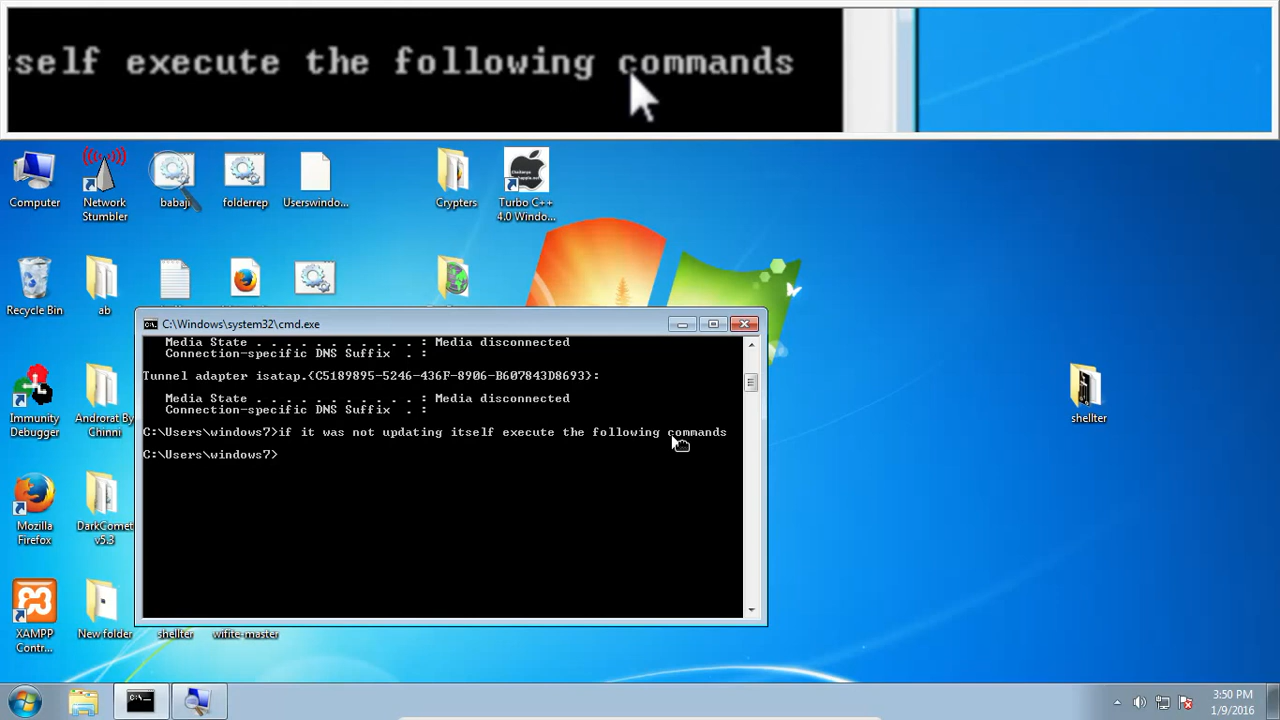 self execute the following commands
Computer
Network
Stumbler
babaji
folderrep
Userswindo...
Crypters
Turbo C++
4.0 Windo...
Recycle Bin
ab
C:\Windows\system32\cmd.exe
Media State . . . . . . . . . . . : Media disconnected
Connection-specific DNS Suffix  . :
Tunnel adapter isatap.{C5189895-5246-436F-8906-B607843D8693}:
Media State . . . . . . . . . . . : Media disconnected
Connection-specific DNS Suffix  . :
C:\Users\windows7>if it was not updating itself execute the following commands
C:\Users\windows7>
Immunity
Debugger
Androrat By
Chinni
shellter
Mozilla
Firefox
DarkComet
v5.3
XAMPP
Contr...
New folder
shellter
wifite-master
3:50 PM
1/9/2016